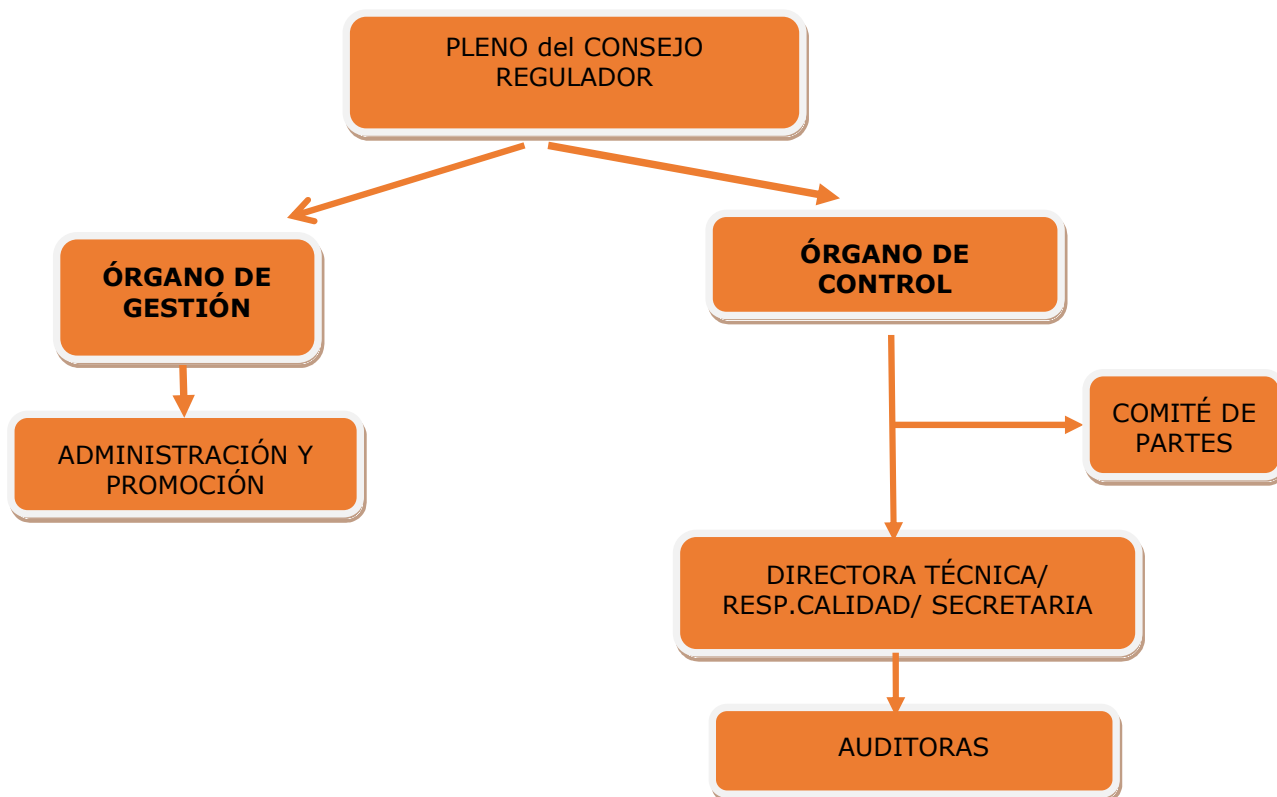 PLENO del CONSEJO
REGULADOR
ÓRGANO DE
GESTIÓN
ÓRGANO DE
CONTROL
ADMINISTRACIÓN Y
PROMOCIÓN
COMITÉ DE
PARTES
DIRECTORA TÉCNICA/
RESP.CALIDAD/ SECRETARIA
AUDITORAS